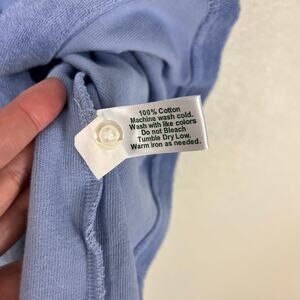 100% Cotton
Machine wash cold.
Wash with like colors
Do not Bleach
Tumble Dry Low,
Warm iron as needed.